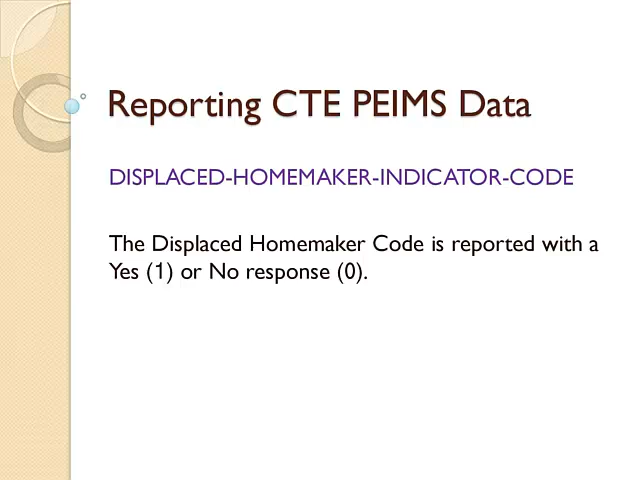 Reporting CTE PEIMS Data
DISPLACED-HOMEMAKER-INDICATOR-CODE
The Displaced Homemaker Code is reported with a
Yes (1) or No response (0).